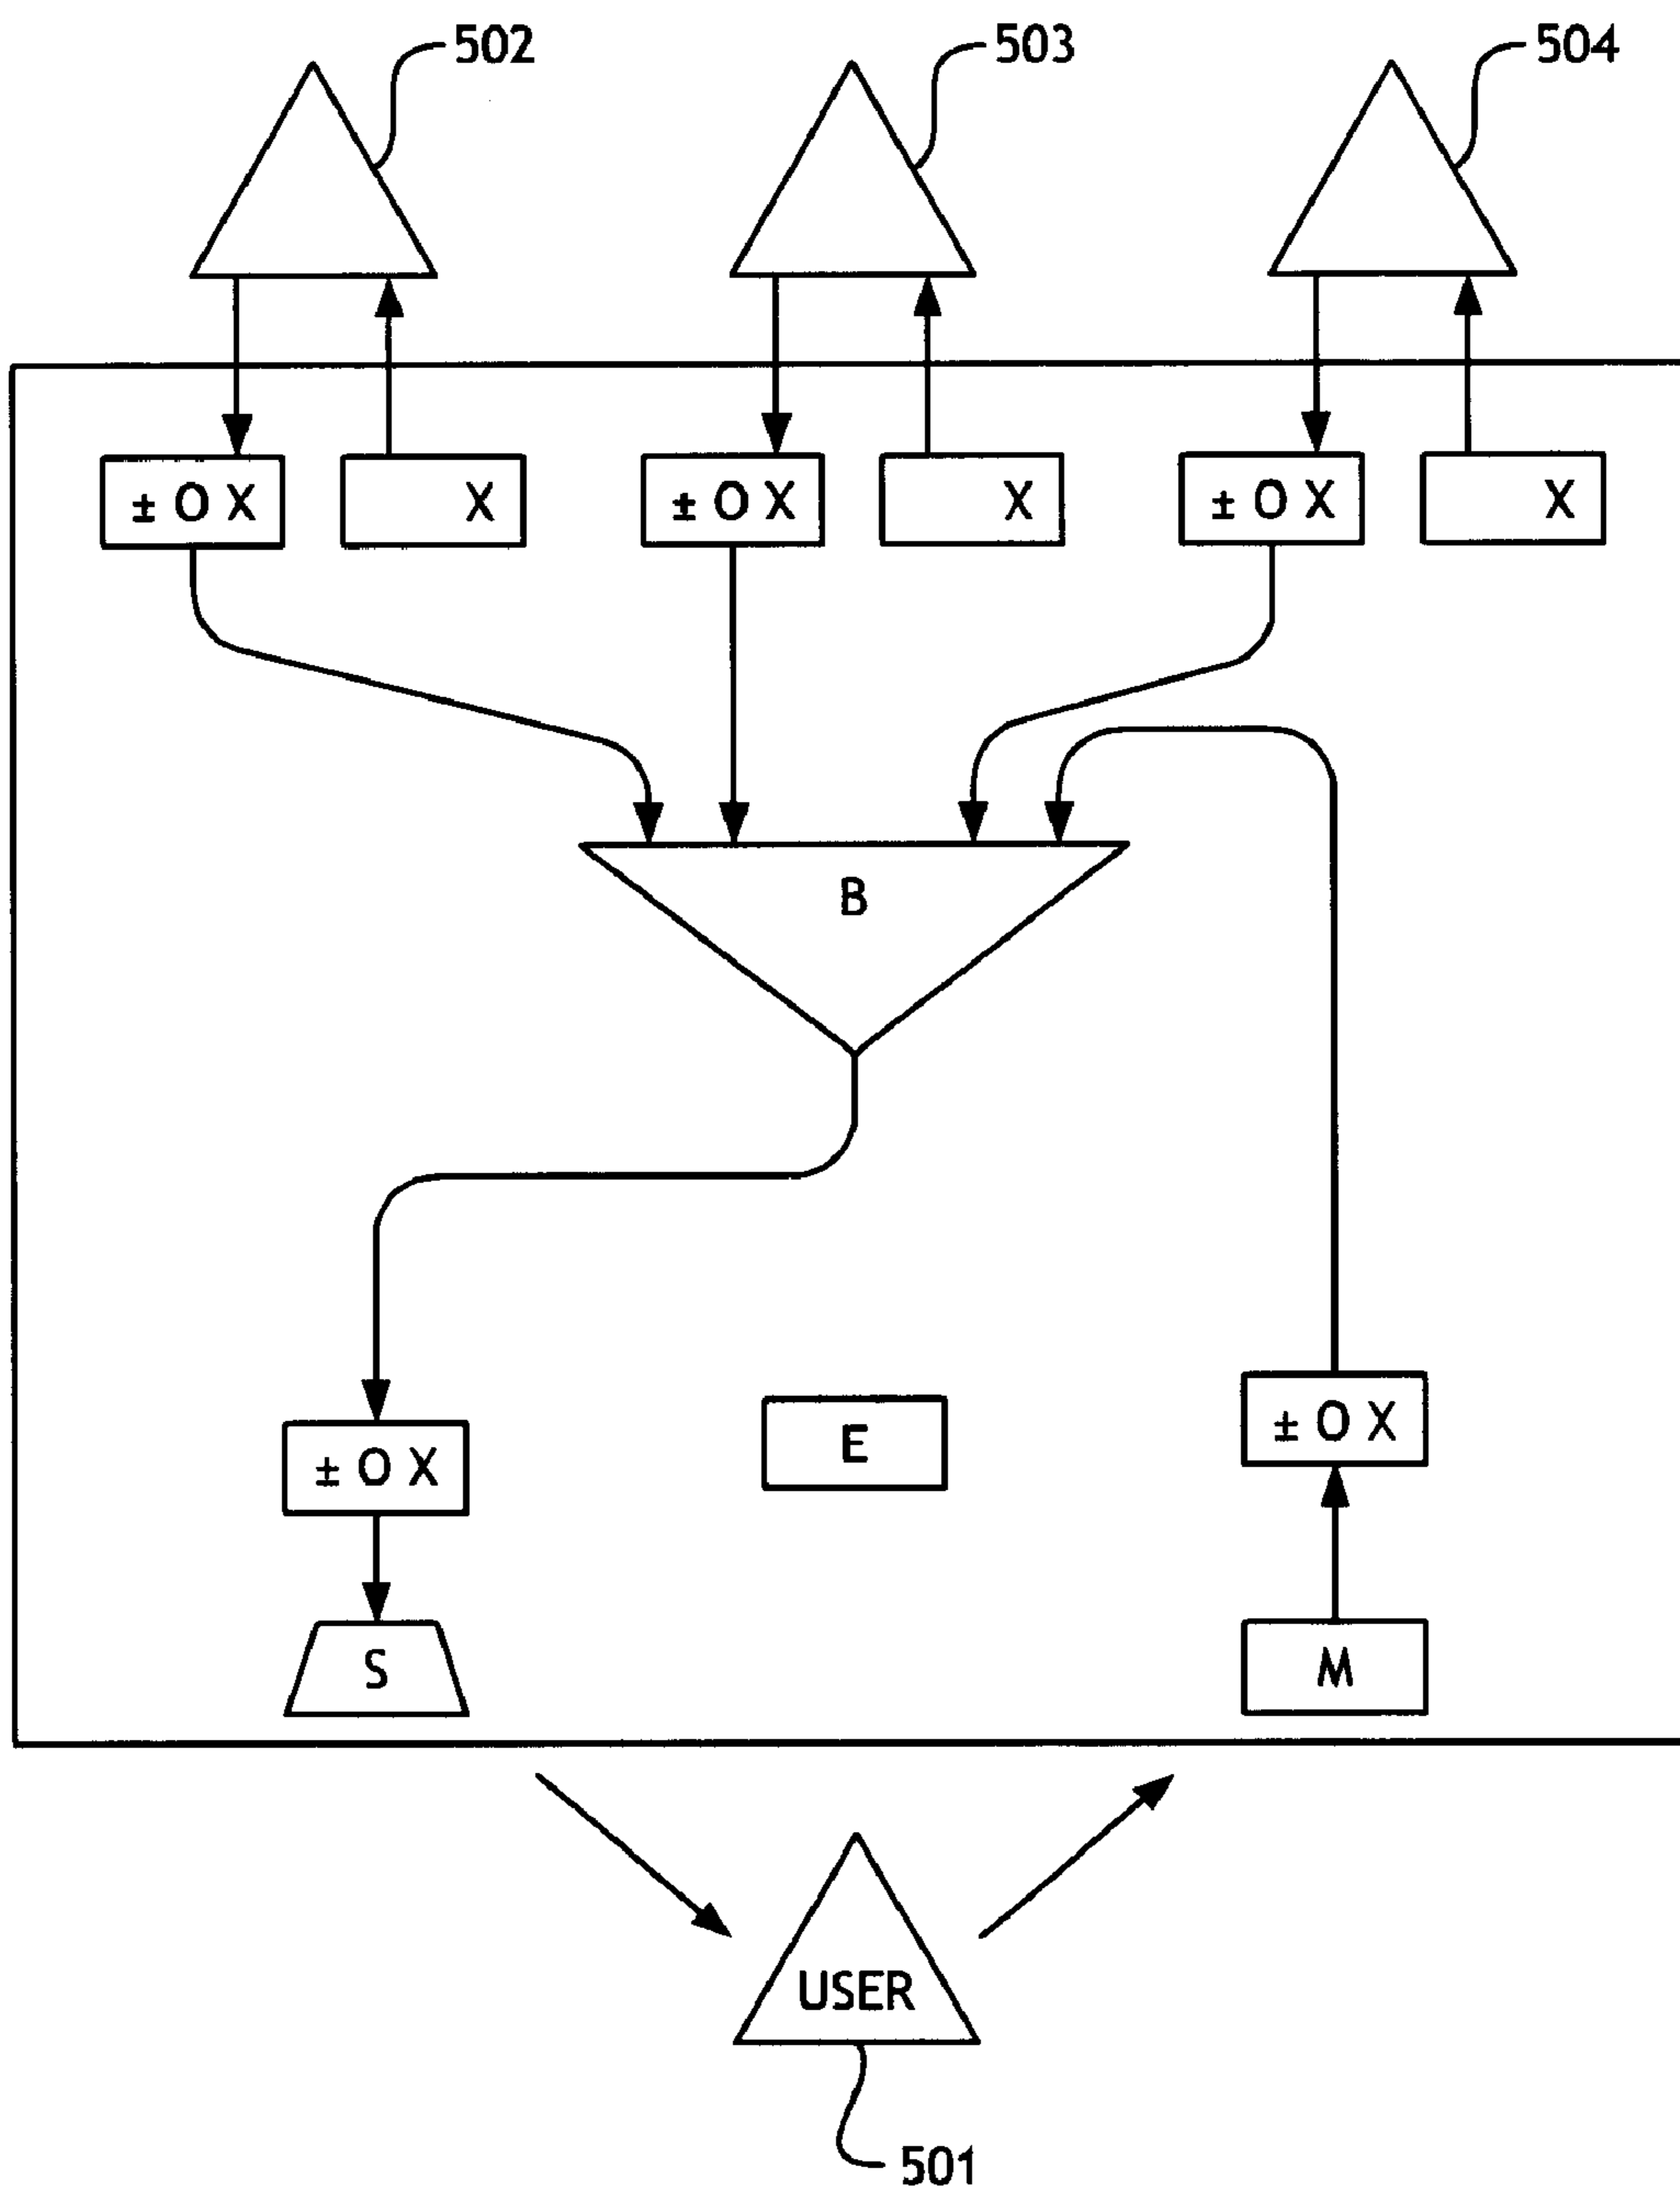 502
503
504
± O X
X
± O X
X
± O X
X
B
± O X
E
± O X
S
M
USER
501